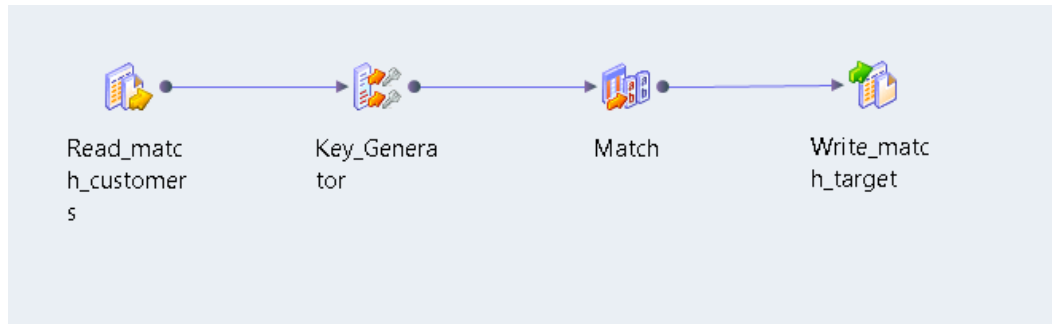 Read_matc
h_customer
s
Key_Genera
tor
Match
Write_matc
h_target